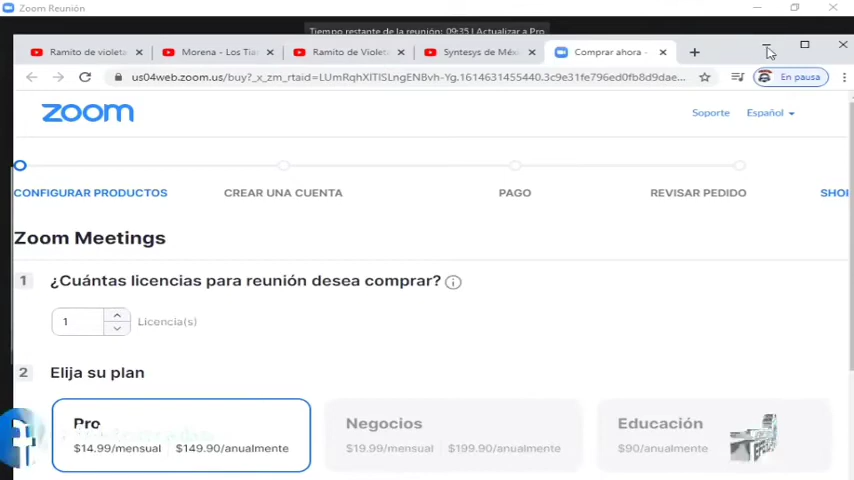 Zoom Reunión
Tiempo restante de la reunión: 09:35 | Actualizar a Pro
Ramito de violeta
Morena - Los Tia
Ramito de Violet
Syntesys de Méx
Comprar ahora -
us04web.zoom.us/buy?_x_zm_rtaid=LUmRqhXITISLngEN8vh-Yg.1614631455440.3c9e31fe796ed0fb8d9dae...
En pausa
zoom
Soporte
Español
CONFIGURAR PRODUCTOS
CREAR UNA CUENTA
PAGO
REVISAR PEDIDO
SHO
Zoom Meetings
1 ¿Cuántas licencias para reunión desea comprar?
1 Licencia(s)
2 Elija su plan
Pro
$14.99/mensual $149.90/anualmente
Negocios
$19.99/mensual $199.90/anualmente
Educación
$90/anualmente